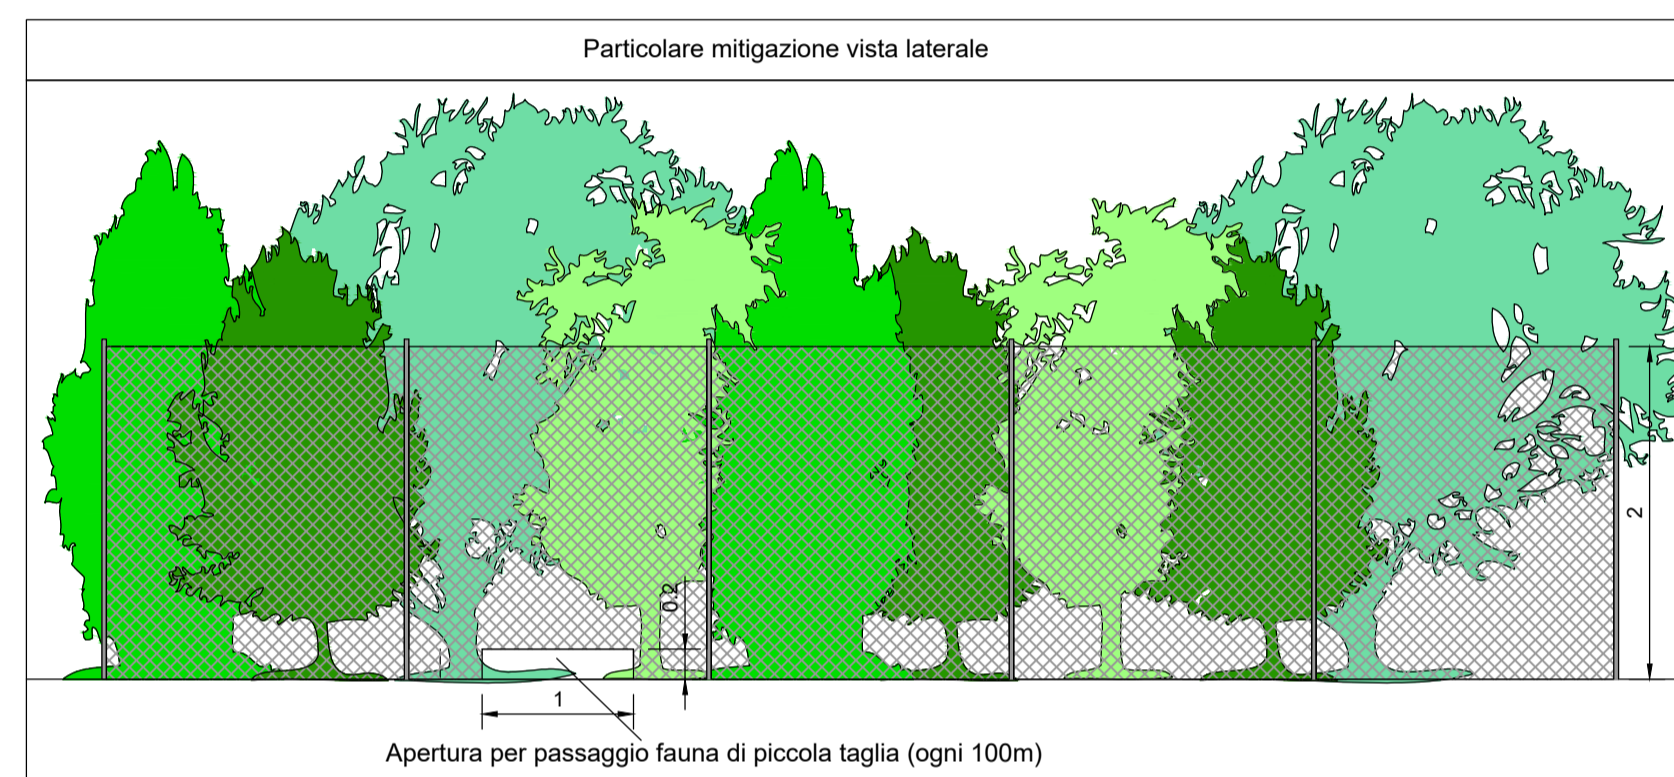 Particolare mitigazione vista laterale
2
0.2
1
Apertura per passaggio fauna di piccola taglia (ogni 100m)